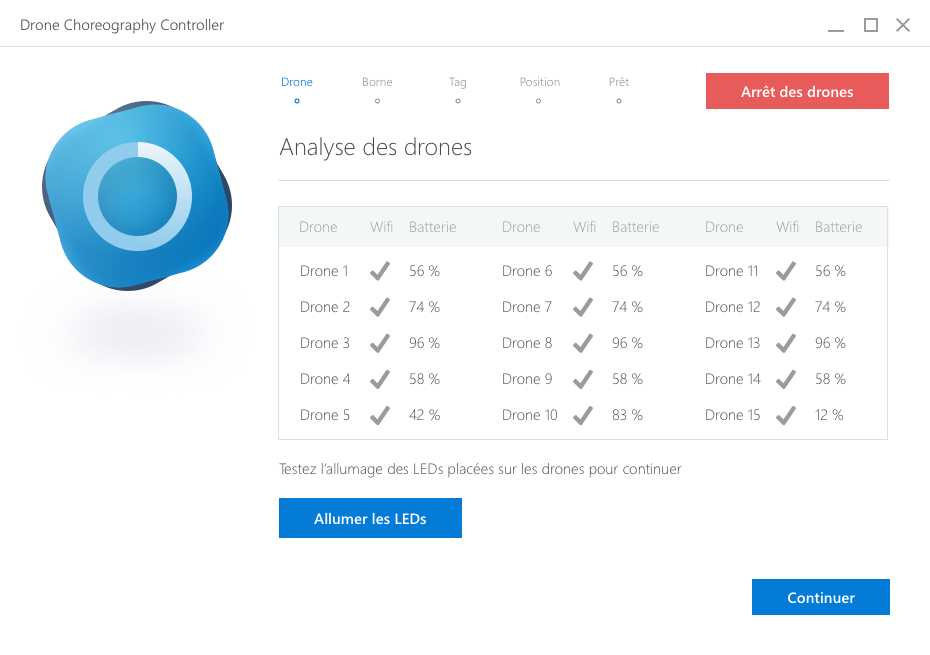 Drone Choreography Controller
Drone Borne Tag Position Prêt
Arrêt des drones
Analyse des drones
Drone Wifi Batterie Drone Wifi Batterie Drone Wifi Batterie
Drone 1 56 % Drone 6 56 % Drone 11 56 %
Drone 2 74 % Drone 7 74 % Drone 12 74 %
Drone 3 96 % Drone 8 96 % Drone 13 96 %
Drone 4 58 % Drone 9 58 % Drone 14 58 %
Drone 5 42 % Drone 10 83 % Drone 15 12 %
Testez l'allumage des LEDs placées sur les drones pour continuer
Allumer les LEDs
Continuer